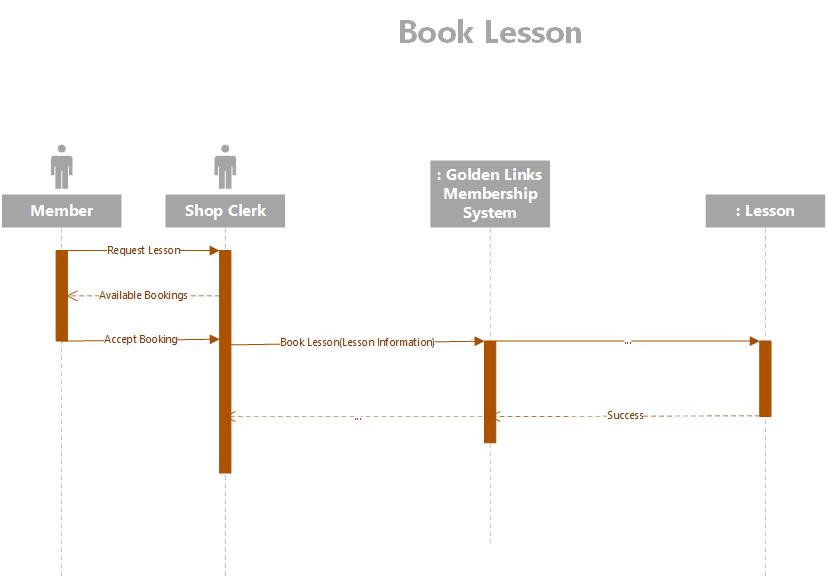 Book Lesson
Member
Shop Clerk
: Golden Links
Membership
System
: Lesson
Request Lesson
Available Bookings
Accept Booking
Book Lesson(Lesson Information)
...
...
Success